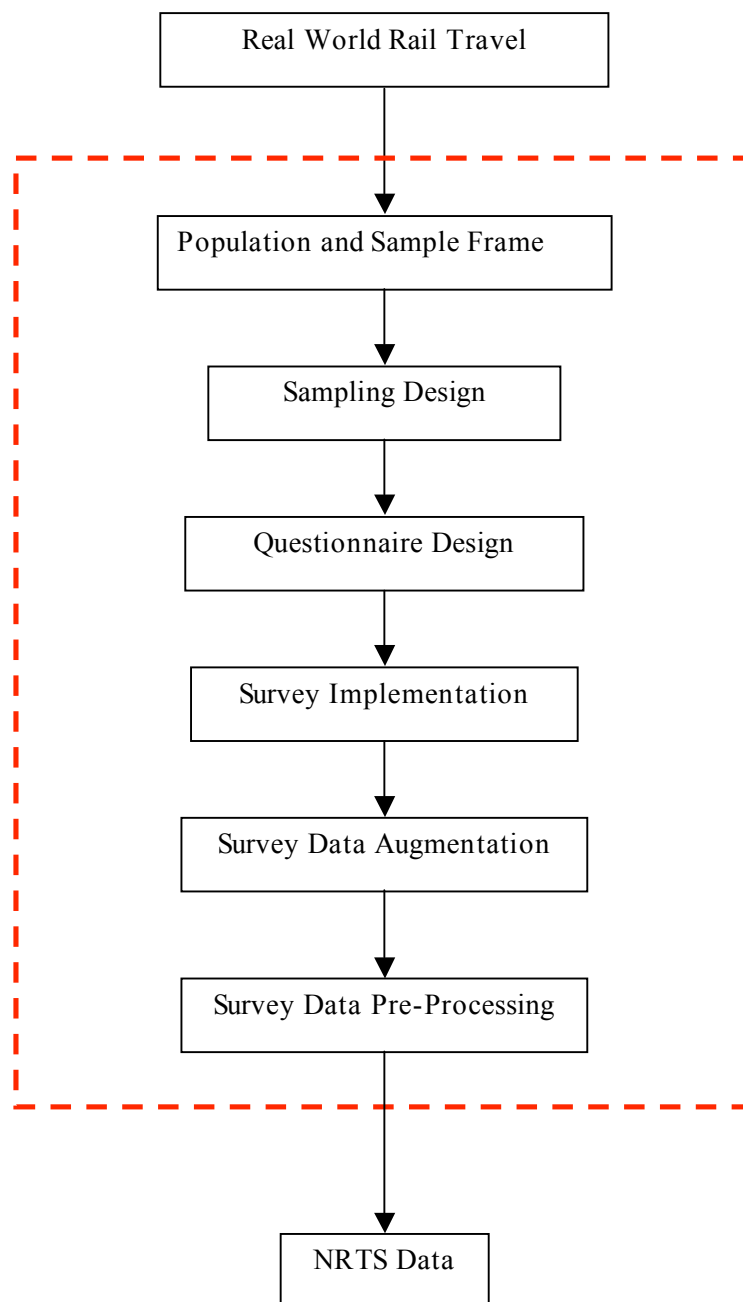 Real World Rail Travel
Population and Sample Frame
Sampling Design
Questionnaire Design
Survey Implementation
Survey Data Augmentation
Survey Data Pre-Processing
NRTS Data